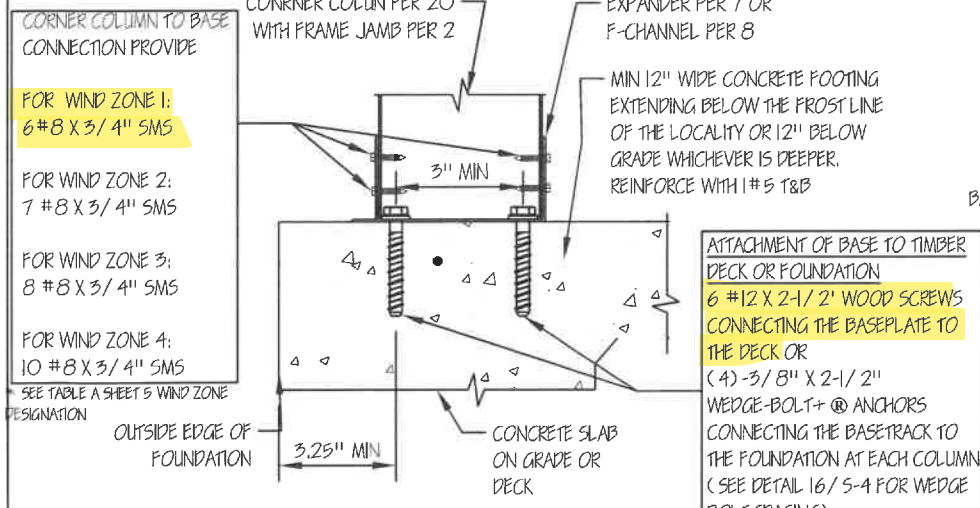 CORNER COLUMN TO BASE
CONNECTION PROVIDE
FOR WIND ZONE 1:
6 #8 X 3/4" SMS
FOR WIND ZONE 2:
7 #8 X 3/4" SMS
FOR WIND ZONE 3:
8 #8 X 3/4" SMS
FOR WIND ZONE 4:
10 #8 X 3/4" SMS
* SEE TABLE A SHEET 5 WIND ZONE
DESIGNATION
CONRNER COLUN PER 20
WITH FRAME JAMB PER 2
EXPANDER PER 7 OR
F-CHANNEL PER 8
MIN 12" WIDE CONCRETE FOOTING
EXTENDING BELOW THE FROST LINE
OF THE LOCALITY OR 12" BELOW
GRADE WHICHEVER IS DEEPER.
REINFORCE WITH 1 #5 T&B
3" MIN
OUTSIDE EDGE OF
FOUNDATION
3.25" MIN
CONCRETE SLAB
ON GRADE OR
DECK
ATTACHMENT OF BASE TO TIMBER
DECK OR FOUNDATION
6 #12 X 2-1/2' WOOD SCREWS
CONNECTING THE BASEPLATE TO
THE DECK OR
(4)-3/8" X 2-1/2"
WEDGE-BOLT+ ® ANCHORS
CONNECTING THE BASETRACK TO
THE FOUNDATION AT EACH COLUMN
(SEE DETAIL 16/S-4 FOR WEDGE
BOLT SPACING)